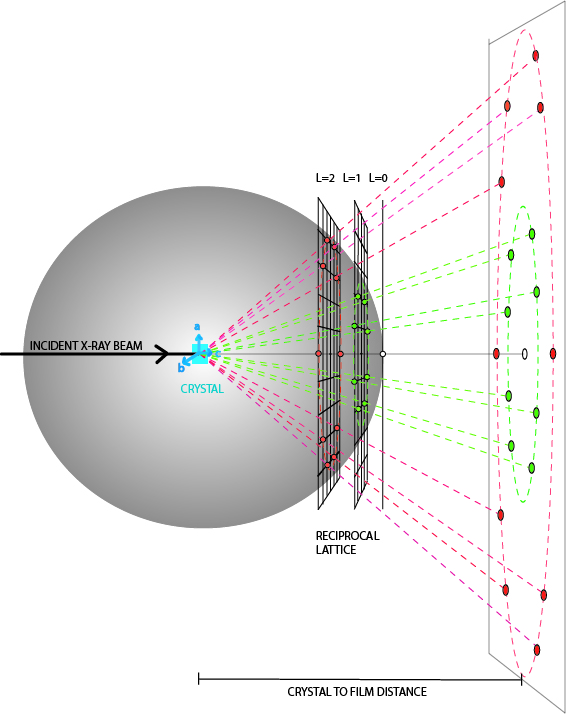 L=2 L=1 L=0
a
INCIDENT X-RAY BEAM
c
b
CRYSTAL
RECIPROCAL
LATTICE
CRYSTAL TO FILM DISTANCE